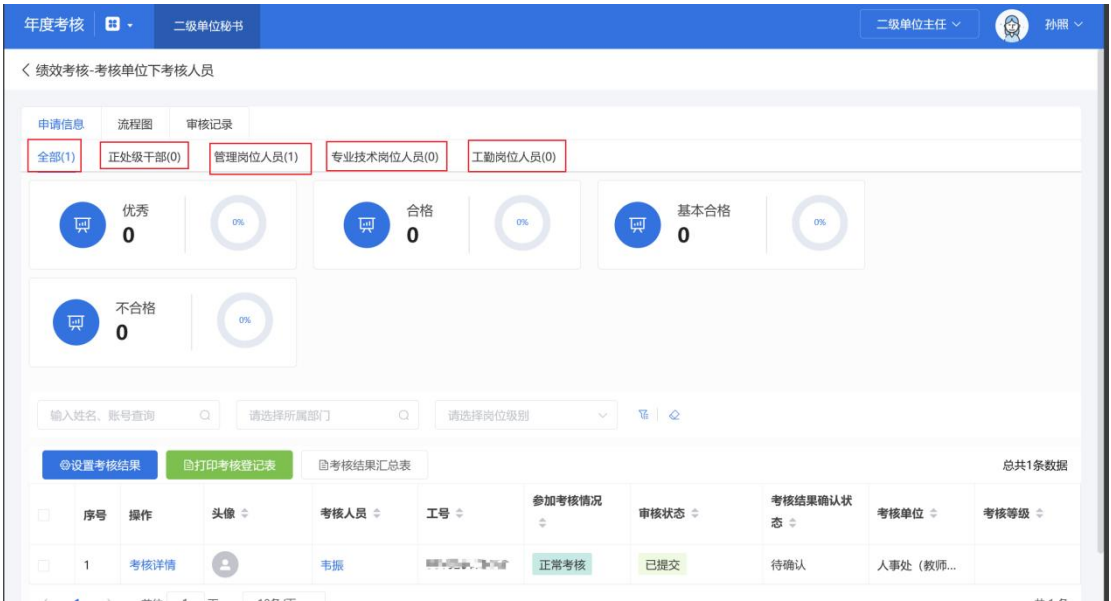 年度考核 二级单位秘书 二级单位主任 孙照
绩效考核-考核单位下考核人员
申请信息 流程图 审核记录
全部(1) 正处级干部(0) 管理岗位人员(1) 专业技术岗位人员(0) 工勤岗位人员(0)
优秀 0 0%
合格 0 0%
基本合格 0 0%
不合格 0 0%
输入姓名、账号查询 请选择所属部门 请选择岗位级别
设置考核结果 打印考核登记表 考核结果汇总表 总共1条数据
序号 操作 头像 考核人员 工号 参加考核情况 审核状态 考核结果确认状态 考核单位 考核等级
1 考核详情 韦振 正常考核 已提交 待确认 人事处（教师...